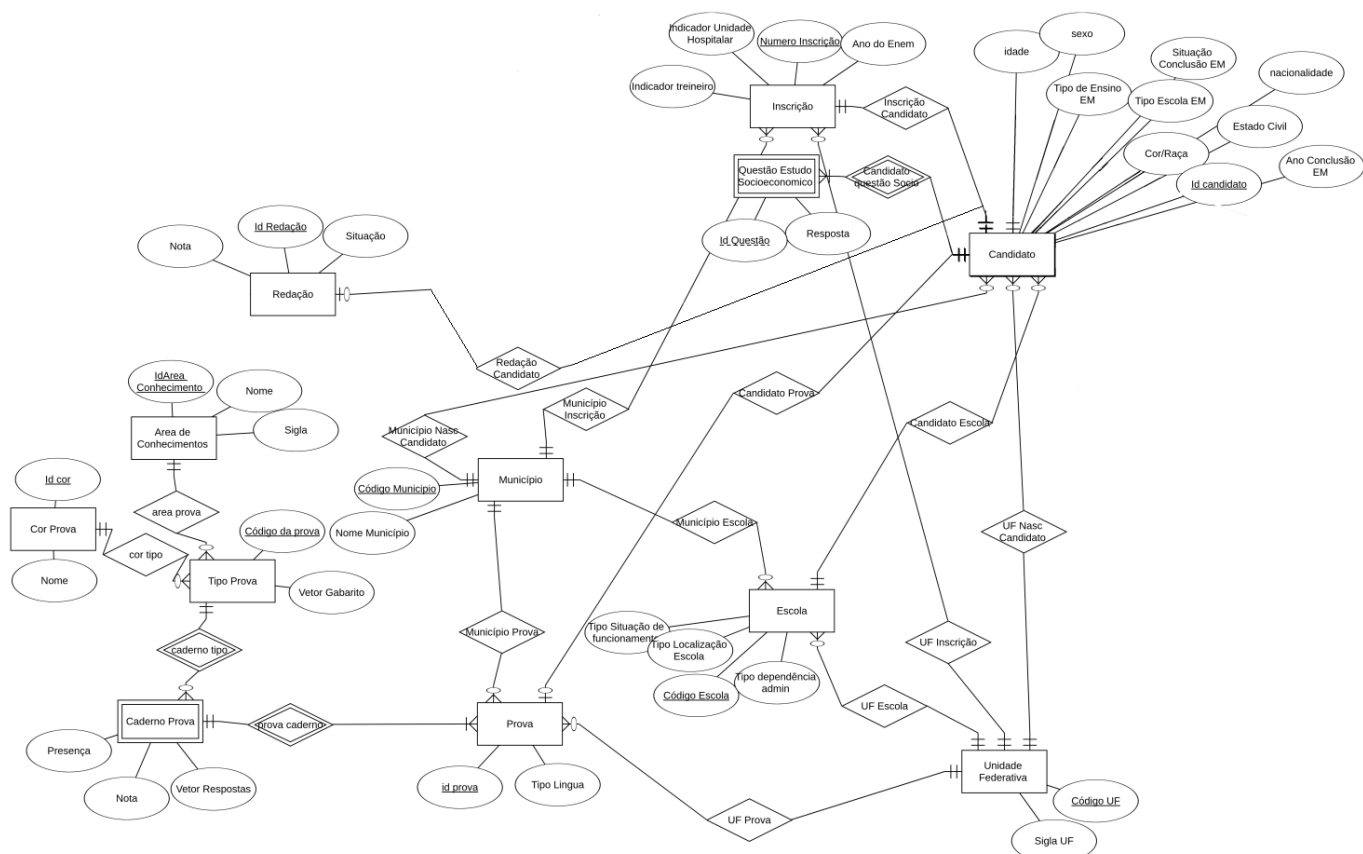 Indicador Unidade
Hospitalar
Numero Inscrição
Ano do Enem
Indicador treineiro
Inscrição
Inscrição
Candidato
idade
sexo
Situação
Conclusão EM
Tipo de Ensino
EM
Tipo Escola EM
nacionalidade
Estado Civil
Cor/Raça
Ano Conclusão
EM
Id candidato
Questão Estudo
Socioeconomico
Candidato
questão Socio
Id Questão
Resposta
Candidato
Id Redação
Nota
Situação
Redação
Redação
Candidato
IdArea
Conhecimento
Nome
Sigla
Area de
Conhecimentos
Município
Inscrição
Candidato Prova
Município Nasc
Candidato
Candidato Escola
Id cor
Cor Prova
Nome
area prova
cor tipo
Código da prova
Tipo Prova
Vetor Gabarito
Código Municipio
Nome Município
Município
Município Escola
UF Nasc
Candidato
Escola
Tipo Situação de
funcionament
Tipo Localização
Escola
Código Escola
Tipo dependência
admin
Município Prova
UF Inscrição
UF Escola
caderno tipo
Caderno Prova
prova caderno
Presença
Nota
Vetor Respostas
Prova
id prova
Tipo Lingua
UF Prova
Unidade
Federativa
Código UF
Sigla UF